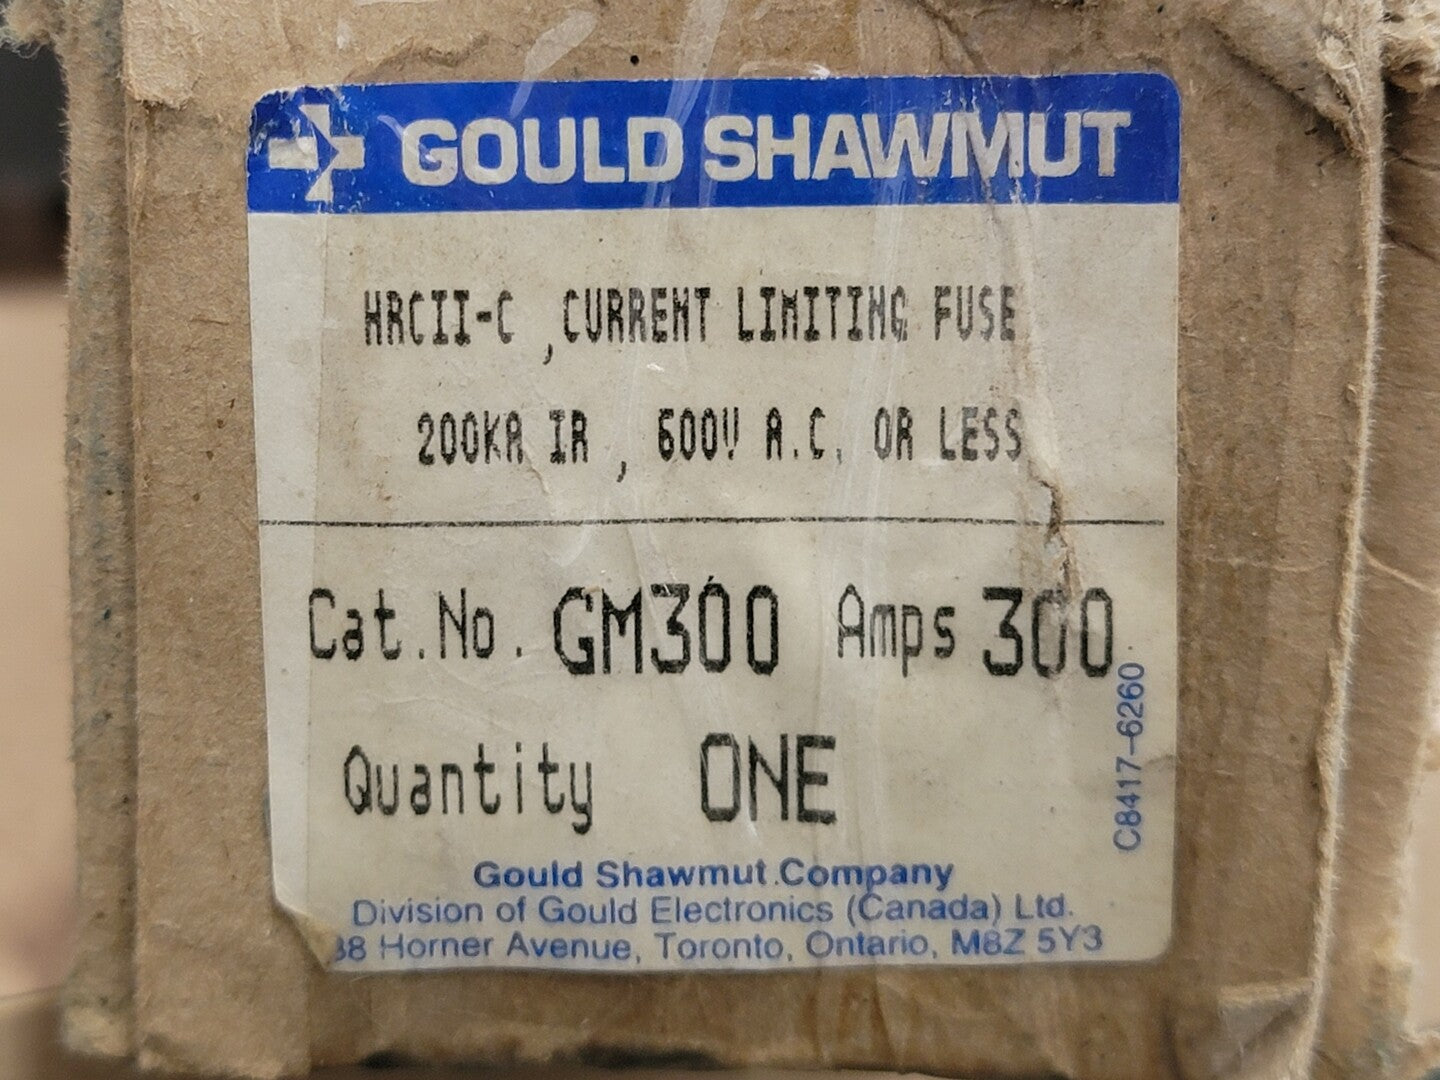 GOULD SHAWMUT
HRCII-C ,CURRENT LIMITING FUSE
200KA IR , 600V A.C. OR LESS
Cat.No. GM300 Amps 300
Quantity ONE
C8417-6260
Gould Shawmut Company
Division of Gould Electronics (Canada) Ltd.
Horner Avenue, Toronto, Ontario, M8Z 5Y3